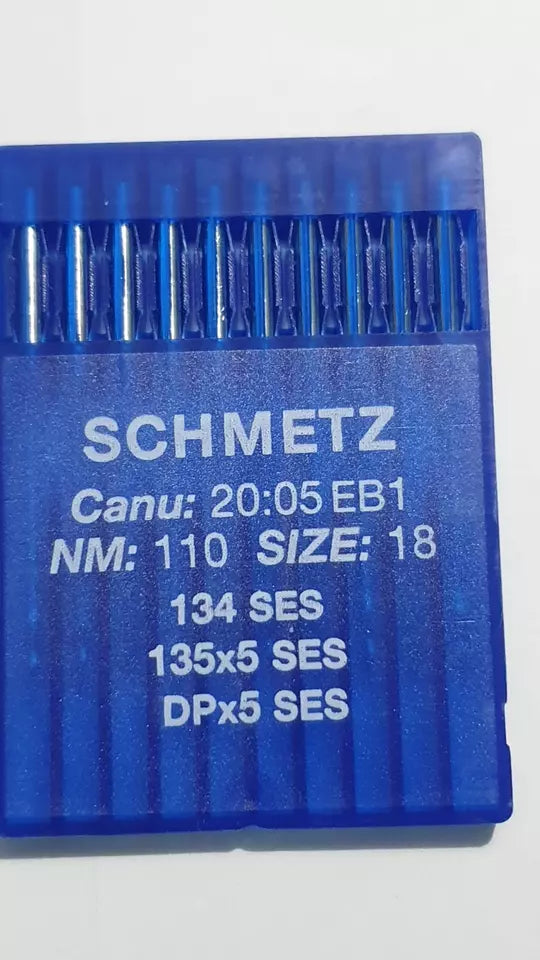 SCHMETZ
Canu: 20:05 EB1
NM: 110 SIZE: 18
134 SES
135x5 SES
DPx5 SES